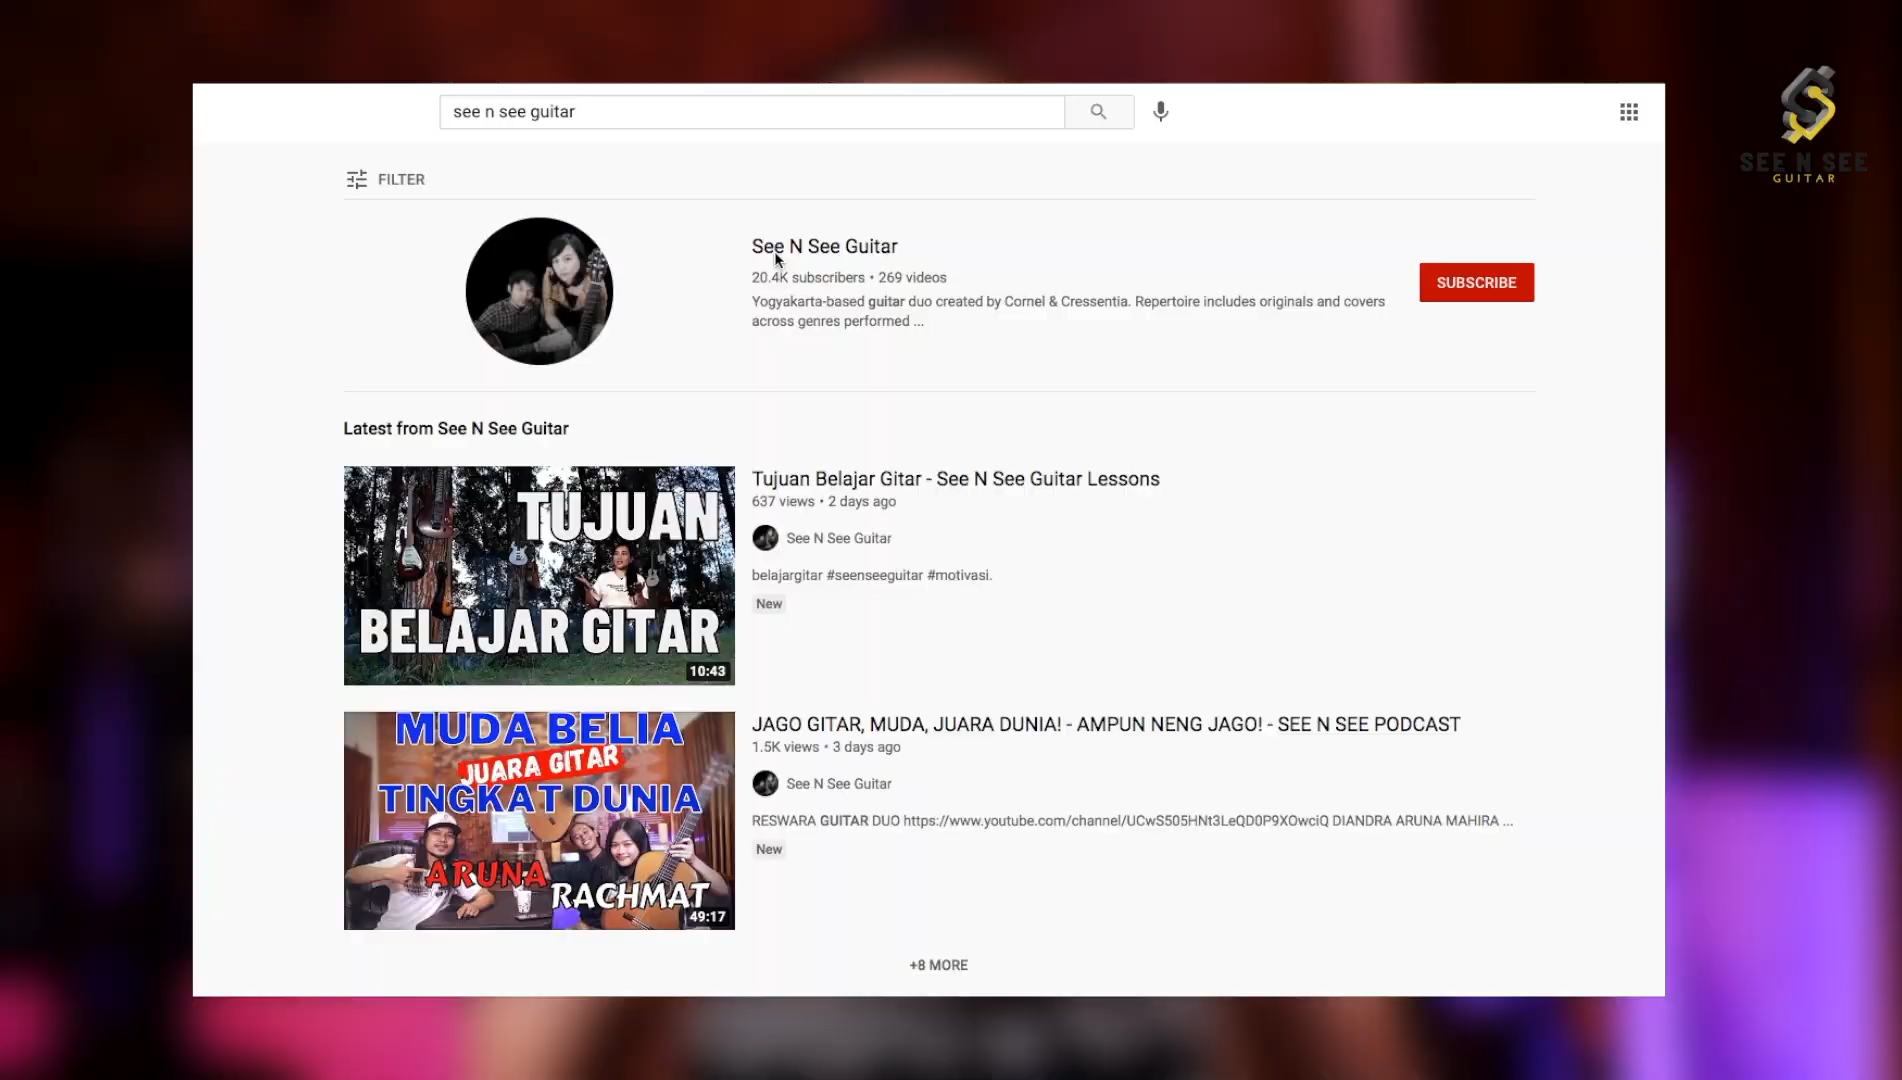 see n see guitar
SEE N SEE
GUITAR
FILTER
See N See Guitar
20.4K subscribers • 269 videos
Yogyakarta-based guitar duo created by Cornel & Cressentia. Repertoire includes originals and covers
across genres performed ...
SUBSCRIBE
Latest from See N See Guitar
TUJUAN
BELAJAR GITAR
10:43
Tujuan Belajar Gitar - See N See Guitar Lessons
637 views • 2 days ago
See N See Guitar
belajargitar #seenseeguitar #motivasi.
New
MUDA BELIA
JUARA GITAR
TINGKAT DUNIA
ARUNA
RACHMAT
49:17
JAGO GITAR, MUDA, JUARA DUNIA! - AMPUN NENG JAGO! - SEE N SEE PODCAST
1.5K views • 3 days ago
See N See Guitar
RESWARA GUITAR DUO https://www.youtube.com/channel/UCwS505HNt3LeQD0P9XOwciQ DIANDRA ARUNA MAHIRA ...
New
+8 MORE